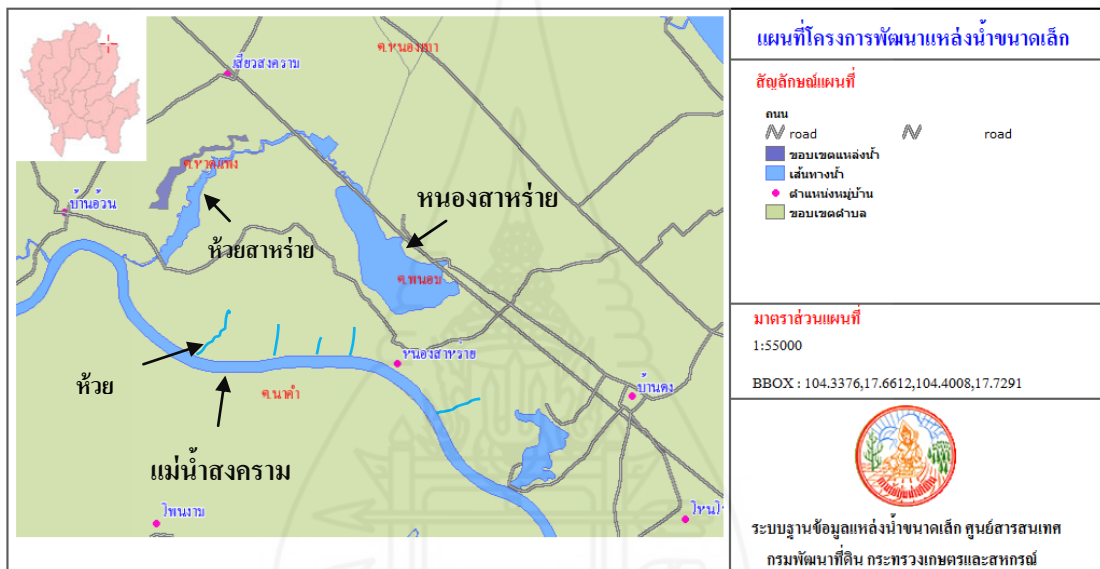 แผนที่โครงการพัฒนาแหล่งน้ำขนาดเล็ก
สัญลักษณ์แผนที่
ถนน
road
road
ขอบเขตแหล่งน้ำ
เส้นทางน้ำ
ตำแหน่งหมู่บ้าน
ขอบเขตตำบล
มาตราส่วนแผนที่
1:55000
BBOX : 104.3376,17.6612,104.4008,17.7291
ระบบฐานข้อมูลแหล่งน้ำขนาดเล็ก ศูนย์สารสนเทศ
กรมพัฒนาที่ดิน กระทรวงเกษตรและสหกรณ์
เสียวสงคราม
ต.หาดแพง
บ้านอ้วน
หนองสาหร่าย
ห้วยสาหร่าย
ต.พนอม
ห้วย
หนองสาหร่าย
บ้านดง
ต.นาคำ
แม่น้ำสงคราม
โพนงาม